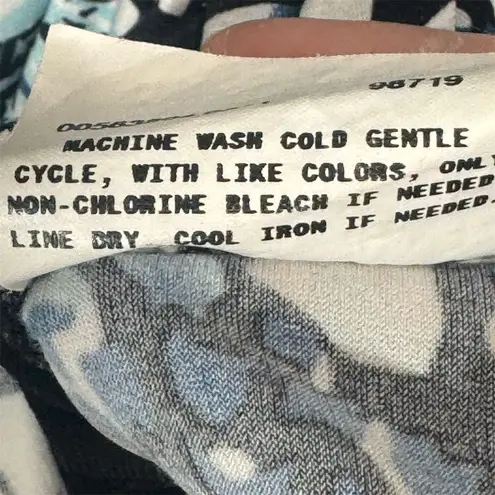 98719
MACHINE WASH COLD GENTLE
CYCLE, WITH LIKE COLORS, ONLY
NON-CHLORINE BLEACH IF NEEDED.
LINE DRY COOL IRON IF NEEDED.